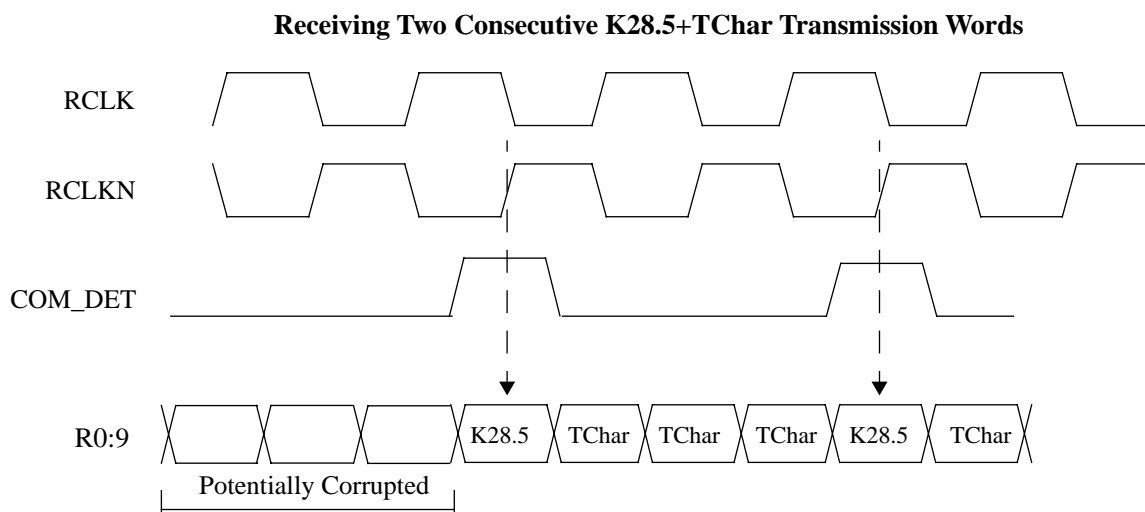 Receiving Two Consecutive K28.5+TChar Transmission Words
RCLK
RCLKN
COM_DET
R0:9
K28.5 TChar TChar TChar K28.5 TChar
Potentially Corrupted